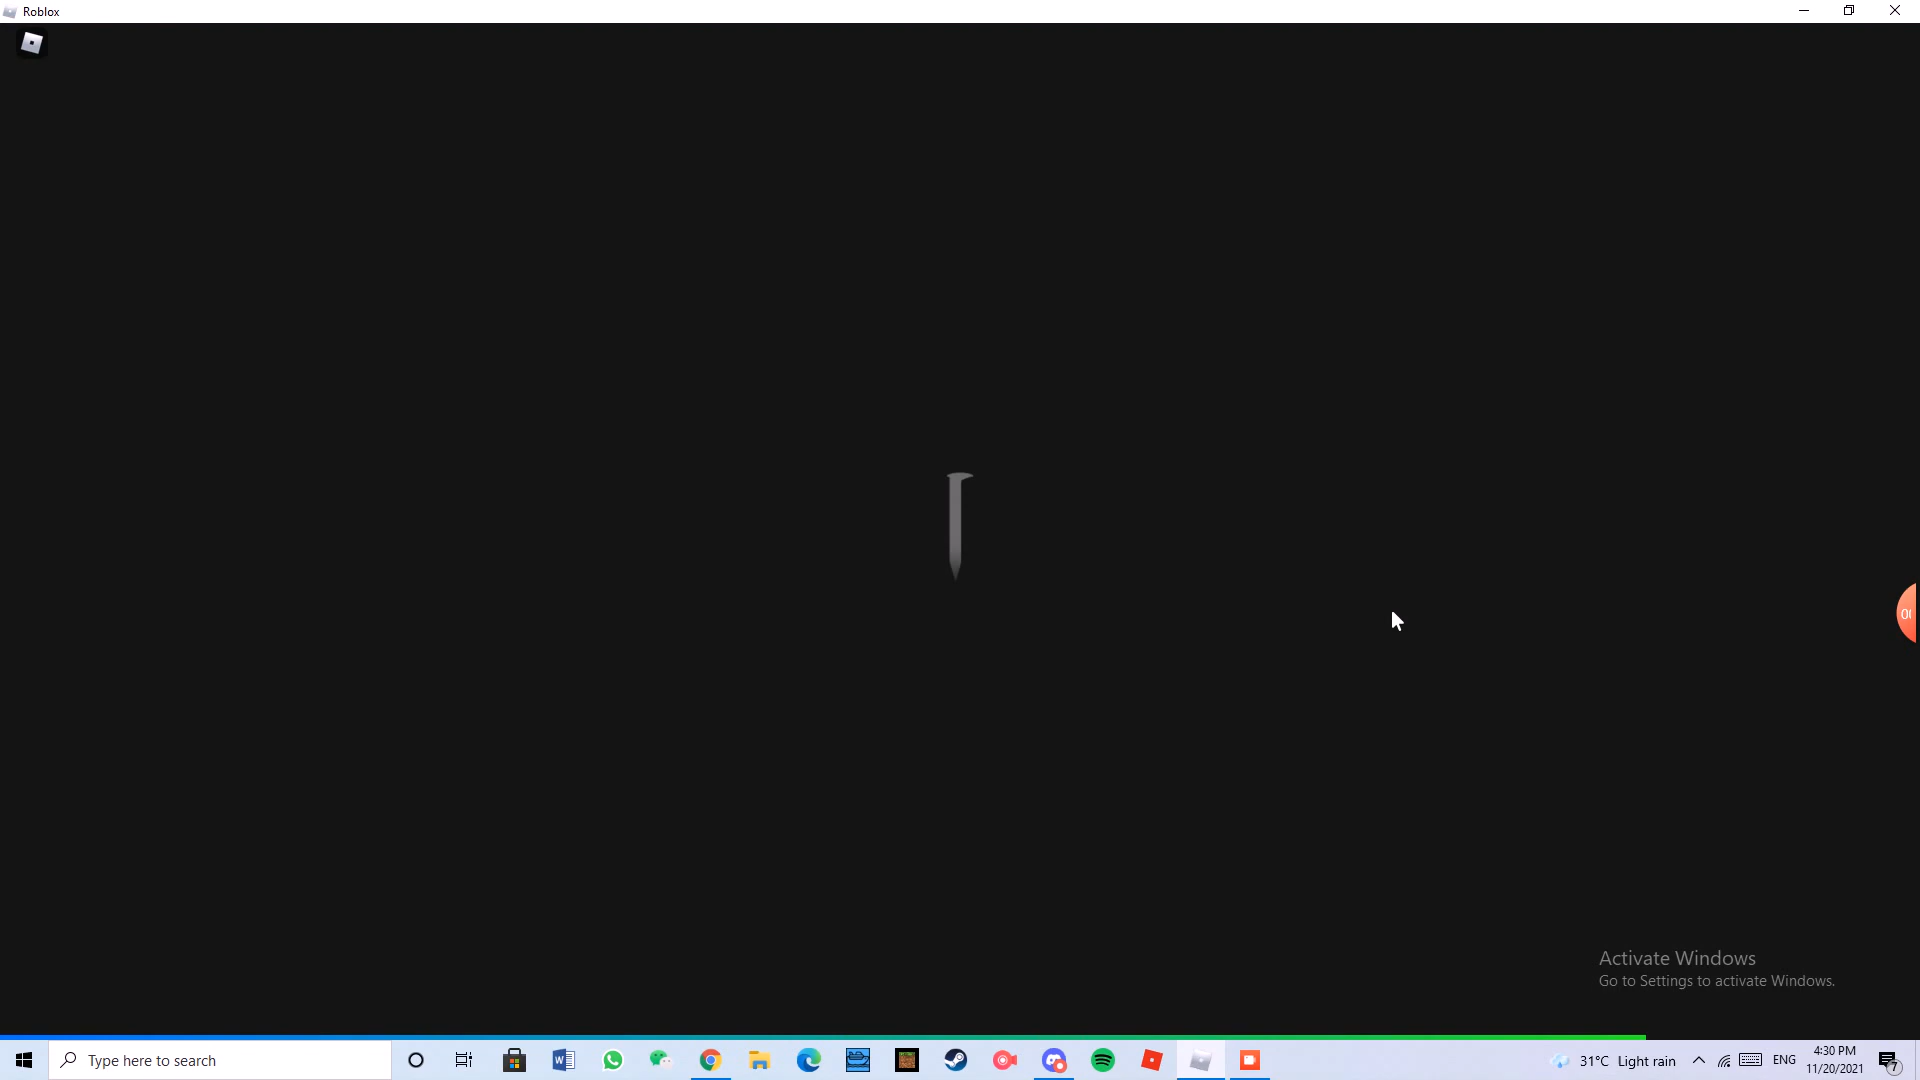 Roblox
Activate Windows
Go to Settings to activate Windows.
Type here to search
31°C Light rain
ENG
4:30 PM
11/20/2021
7